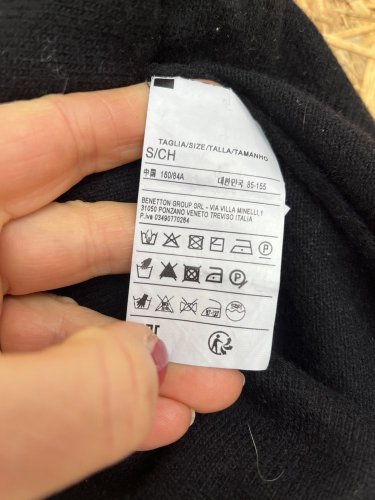 TAGLIA/SIZE/TALLA/TAMANHO
S/CH
中国 160/84A 대한민국 85-155
BENETTON GROUP SRL - VIA VILLA MINELLI,1
31050 PONZANO VENETO TREVISO ITALIA
P.iva 03490770264
P